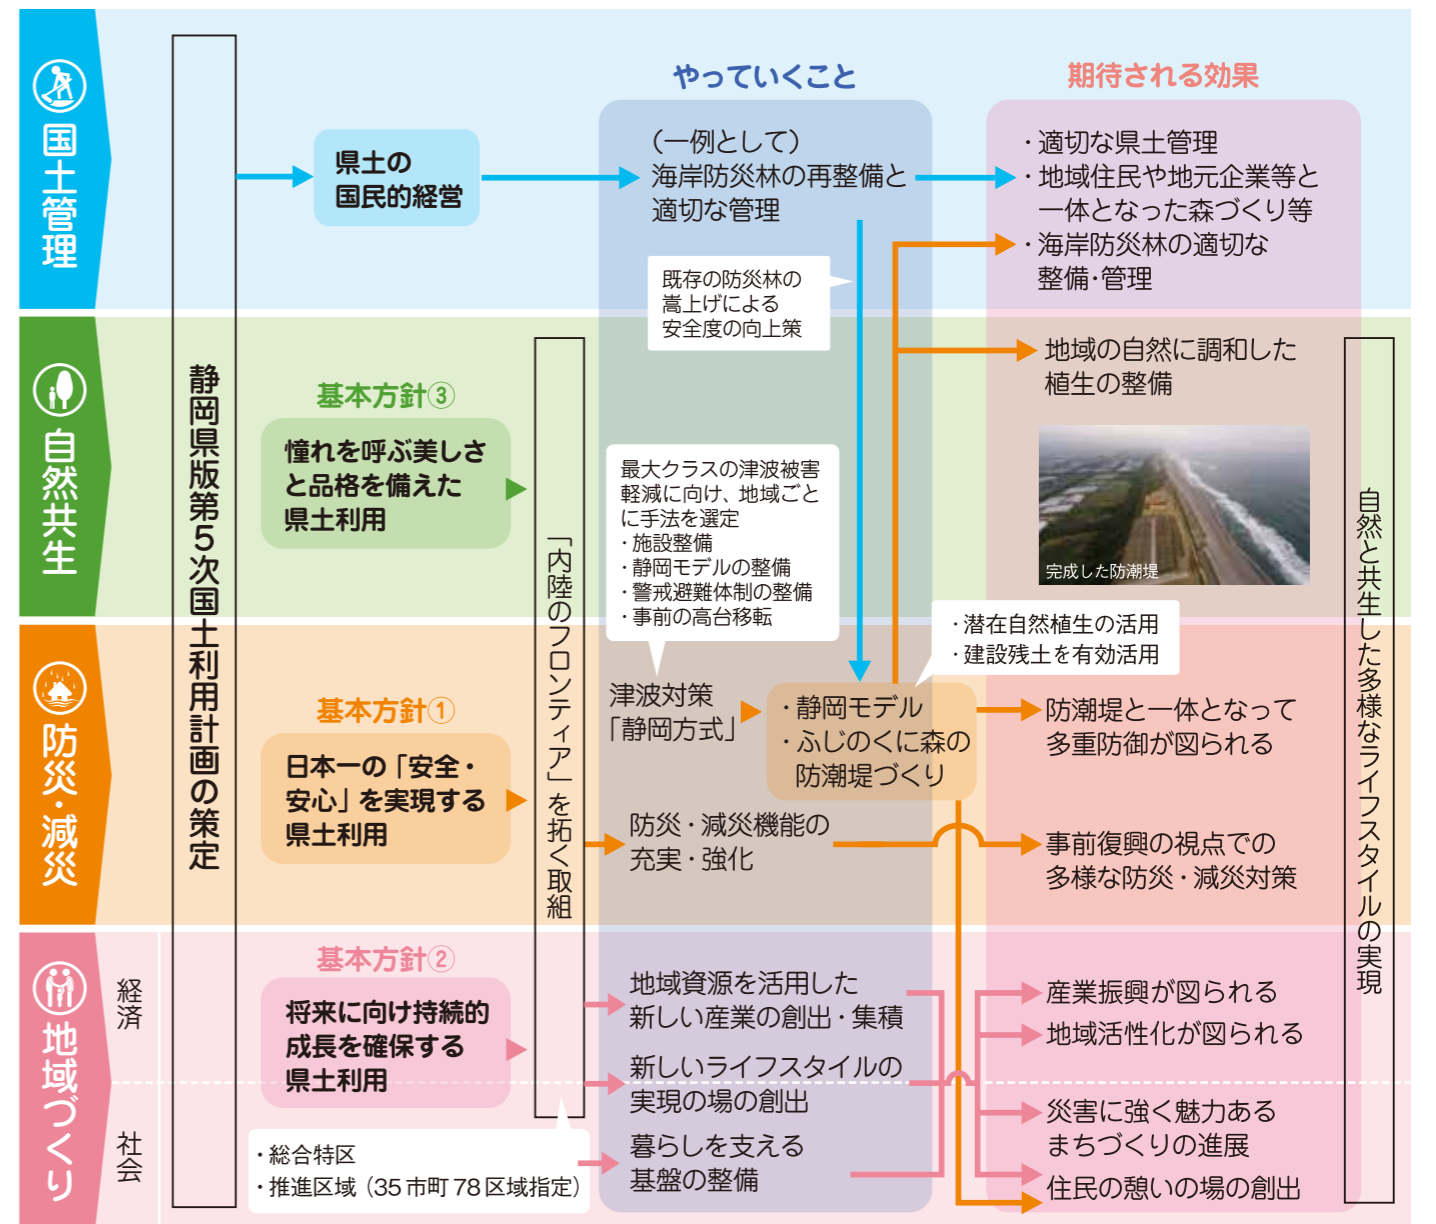 国土管理
自然共生
防災・減災
地域づくり
経済
社会
静岡県版第5次国土利用計画の策定
県土の
国民的経営
基本方針③
憧れを呼ぶ美しさ
と品格を備えた
県土利用
基本方針①
日本一の「安全・
安心」を実現する
県土利用
基本方針②
将来に向け持続的
成長を確保する
県土利用
「内陸のフロンティア」を拓く取組
・総合特区
・推進区域（35市町78区域指定）
やっていくこと
（一例として）
海岸防災林の再整備と
適切な管理
既存の防災林の
嵩上げによる
安全度の向上策
最大クラスの津波被害
軽減に向け、地域ごと
に手法を選定
・施設整備
・静岡モデルの整備
・警戒避難体制の整備
・事前の高台移転
津波対策
「静岡方式」
・静岡モデル
・ふじのくに森の
防潮堤づくり
・潜在自然植生の活用
・建設残土を有効活用
防災・減災機能の
充実・強化
地域資源を活用した
新しい産業の創出・集積
新しいライフスタイルの
実現の場の創出
暮らしを支える
基盤の整備
期待される効果
・適切な県土管理
・地域住民や地元企業等と
一体となった森づくり等
・海岸防災林の適切な
整備・管理
地域の自然に調和した
植生の整備
完成した防潮堤
防潮堤と一体となって
多重防御が図られる
事前復興の視点での
多様な防災・減災対策
産業振興が図られる
地域活性化が図られる
災害に強く魅力ある
まちづくりの進展
住民の憩いの場の創出
自然と共生した多様なライフスタイルの実現